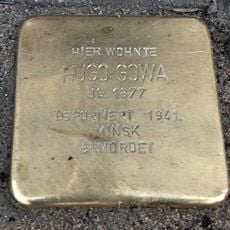 HIER WOHNTE
HUGO GOWA
JG. 1877
DEPORTIERT 1941
MINSK
ERMORDET